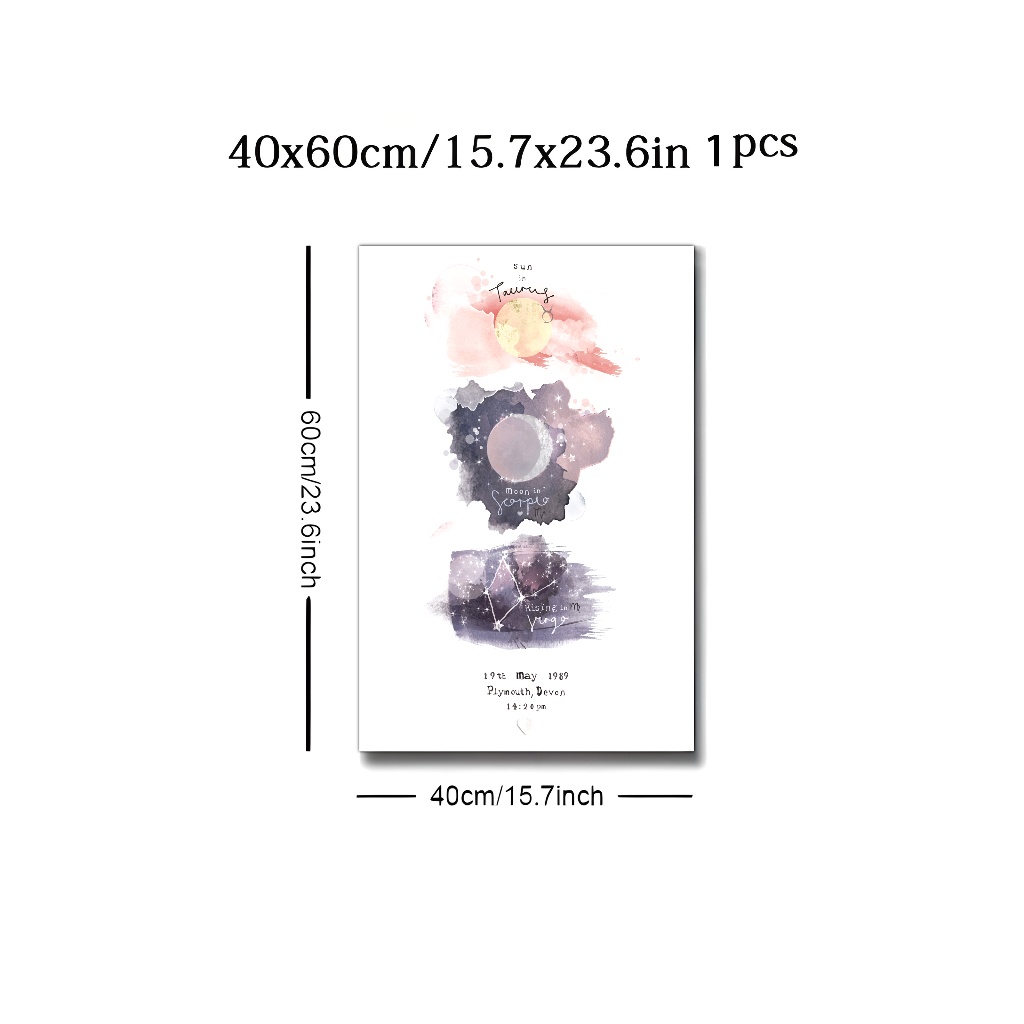 40x60cm/15.7x23.6in 1pcs
60cm/23.6inch
sun
in
Taurus
Moon in
Scorpio
Rising in
Virgo
19th May 1989
Plymouth, Devon
14:20pm
40cm/15.7inch